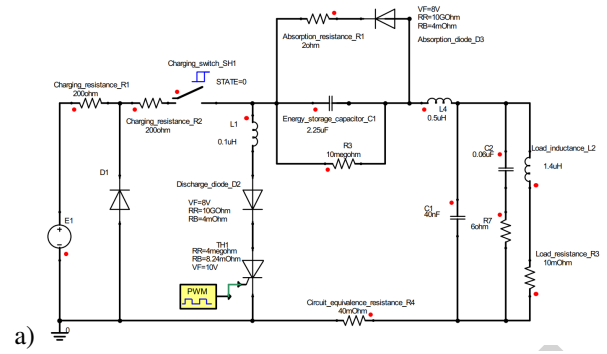 VF=8V
RR=10GOhm
RB=4mOhm
Absorption_diode_D3
Absorption_resistance_R1
2ohm
Charging_switch_SH1
STATE=0
Charging_resistance_R1
200ohm
Charging_resistance_R2
200ohm
L1
0.1uH
Energy_storage_capacitor_C1
2.25uF
R3
10megohm
L4
0.5uH
C2
0.06uF
Load_inductance_L2
1.4uH
D1
Discharge_diode_D2
VF=8V
RR=10GOhm
RB=4mOhm
C1
40nF
R7
6ohm
E1
TH1
RR=4megohm
RB=8.24mOhm
VF=10V
PWM
Load_resistance_R3
10mOhm
Circuit_equivalence_resistance_R4
40mOhm
0
a)